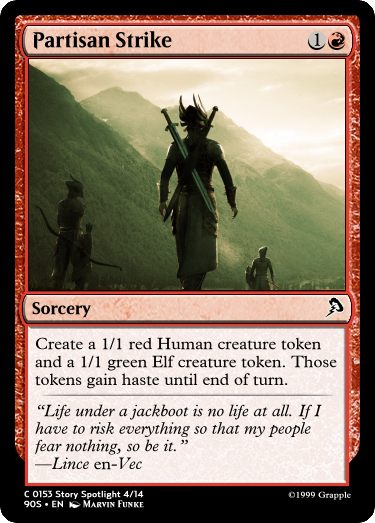 Partisan Strike 1
Sorcery
Create a 1/1 red Human creature token
and a 1/1 green Elf creature token. Those
tokens gain haste until end of turn.
“Life under a jackboot is no life at all. If I
have to risk everything so that my people
fear nothing, so be it.”
—Lince en-Vec
C 0153 Story Spotlight 4/14
90S • EN Marvin Funke
©1999 Grapple